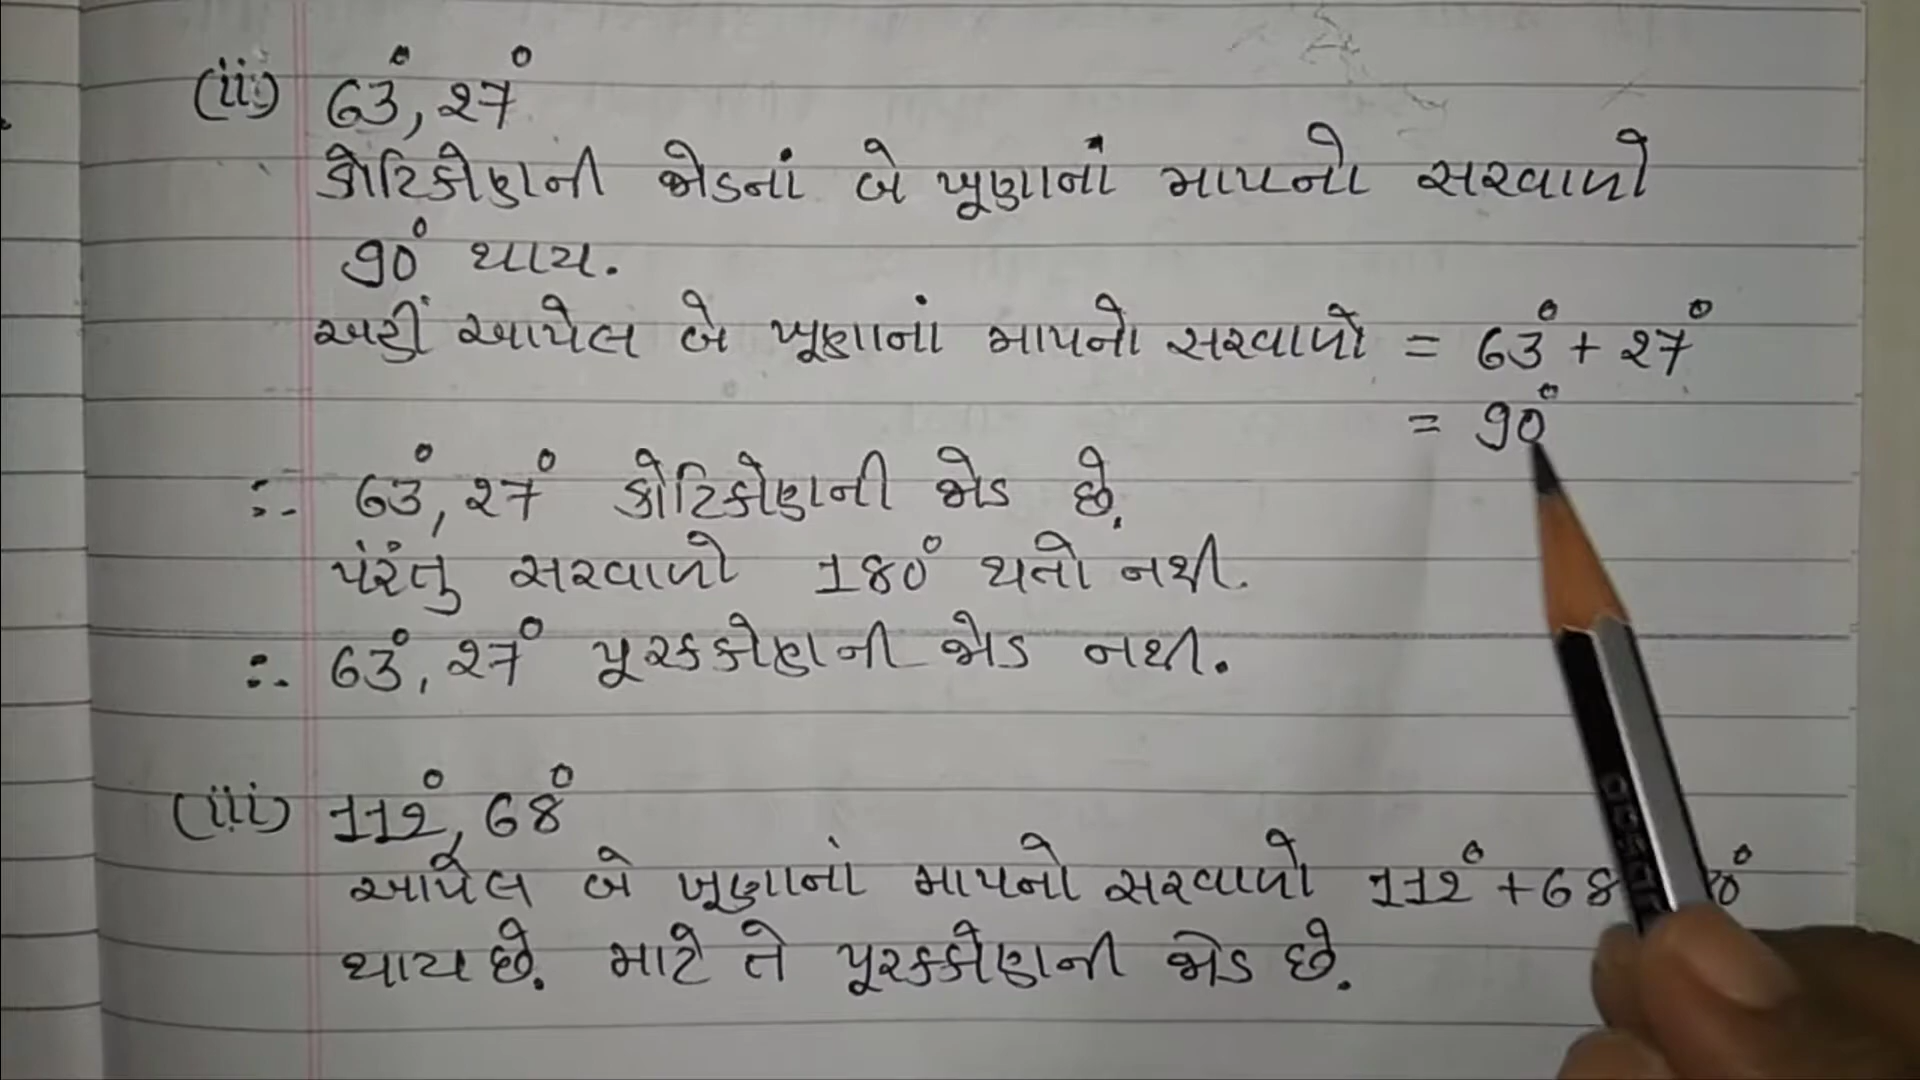 (ii) 63°, 27°
કોટિકોણની જોડનાં બે ખૂણાનાં માપનો સરવાળો
90° થાય.
અહીં આપેલ બે ખૂણાનાં માપનો સરવાળો = 63° + 27°
= 90°
∴ 63°, 27° કોટિકોણની જોડ છે.
પંરંતુ સરવાળો 180° થતો નથી.
∴ 63°, 27° પૂરકકોણની જોડ નથી.
(iii) 112°, 68°
આપેલ બે ખૂણાનાં માપનો સરવાળો 112° + 68
થાય છે. માટે તે પૂરકકોણની જોડ છે.